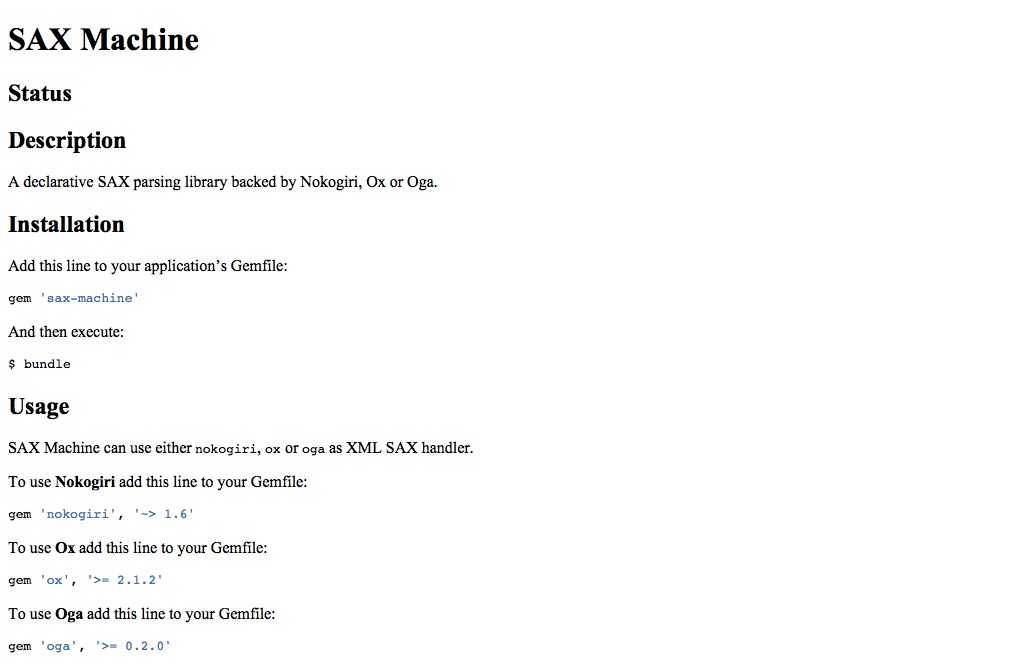 SAX Machine
Status
Description
A declarative SAX parsing library backed by Nokogiri, Ox or Oga.
Installation
Add this line to your application’s Gemfile:
gem 'sax-machine'
And then execute:
$ bundle
Usage
SAX Machine can use either nokogiri, ox or oga as XML SAX handler.
To use Nokogiri add this line to your Gemfile:
gem 'nokogiri', '~> 1.6'
To use Ox add this line to your Gemfile:
gem 'ox', '>= 2.1.2'
To use Oga add this line to your Gemfile:
gem 'oga', '>= 0.2.0'